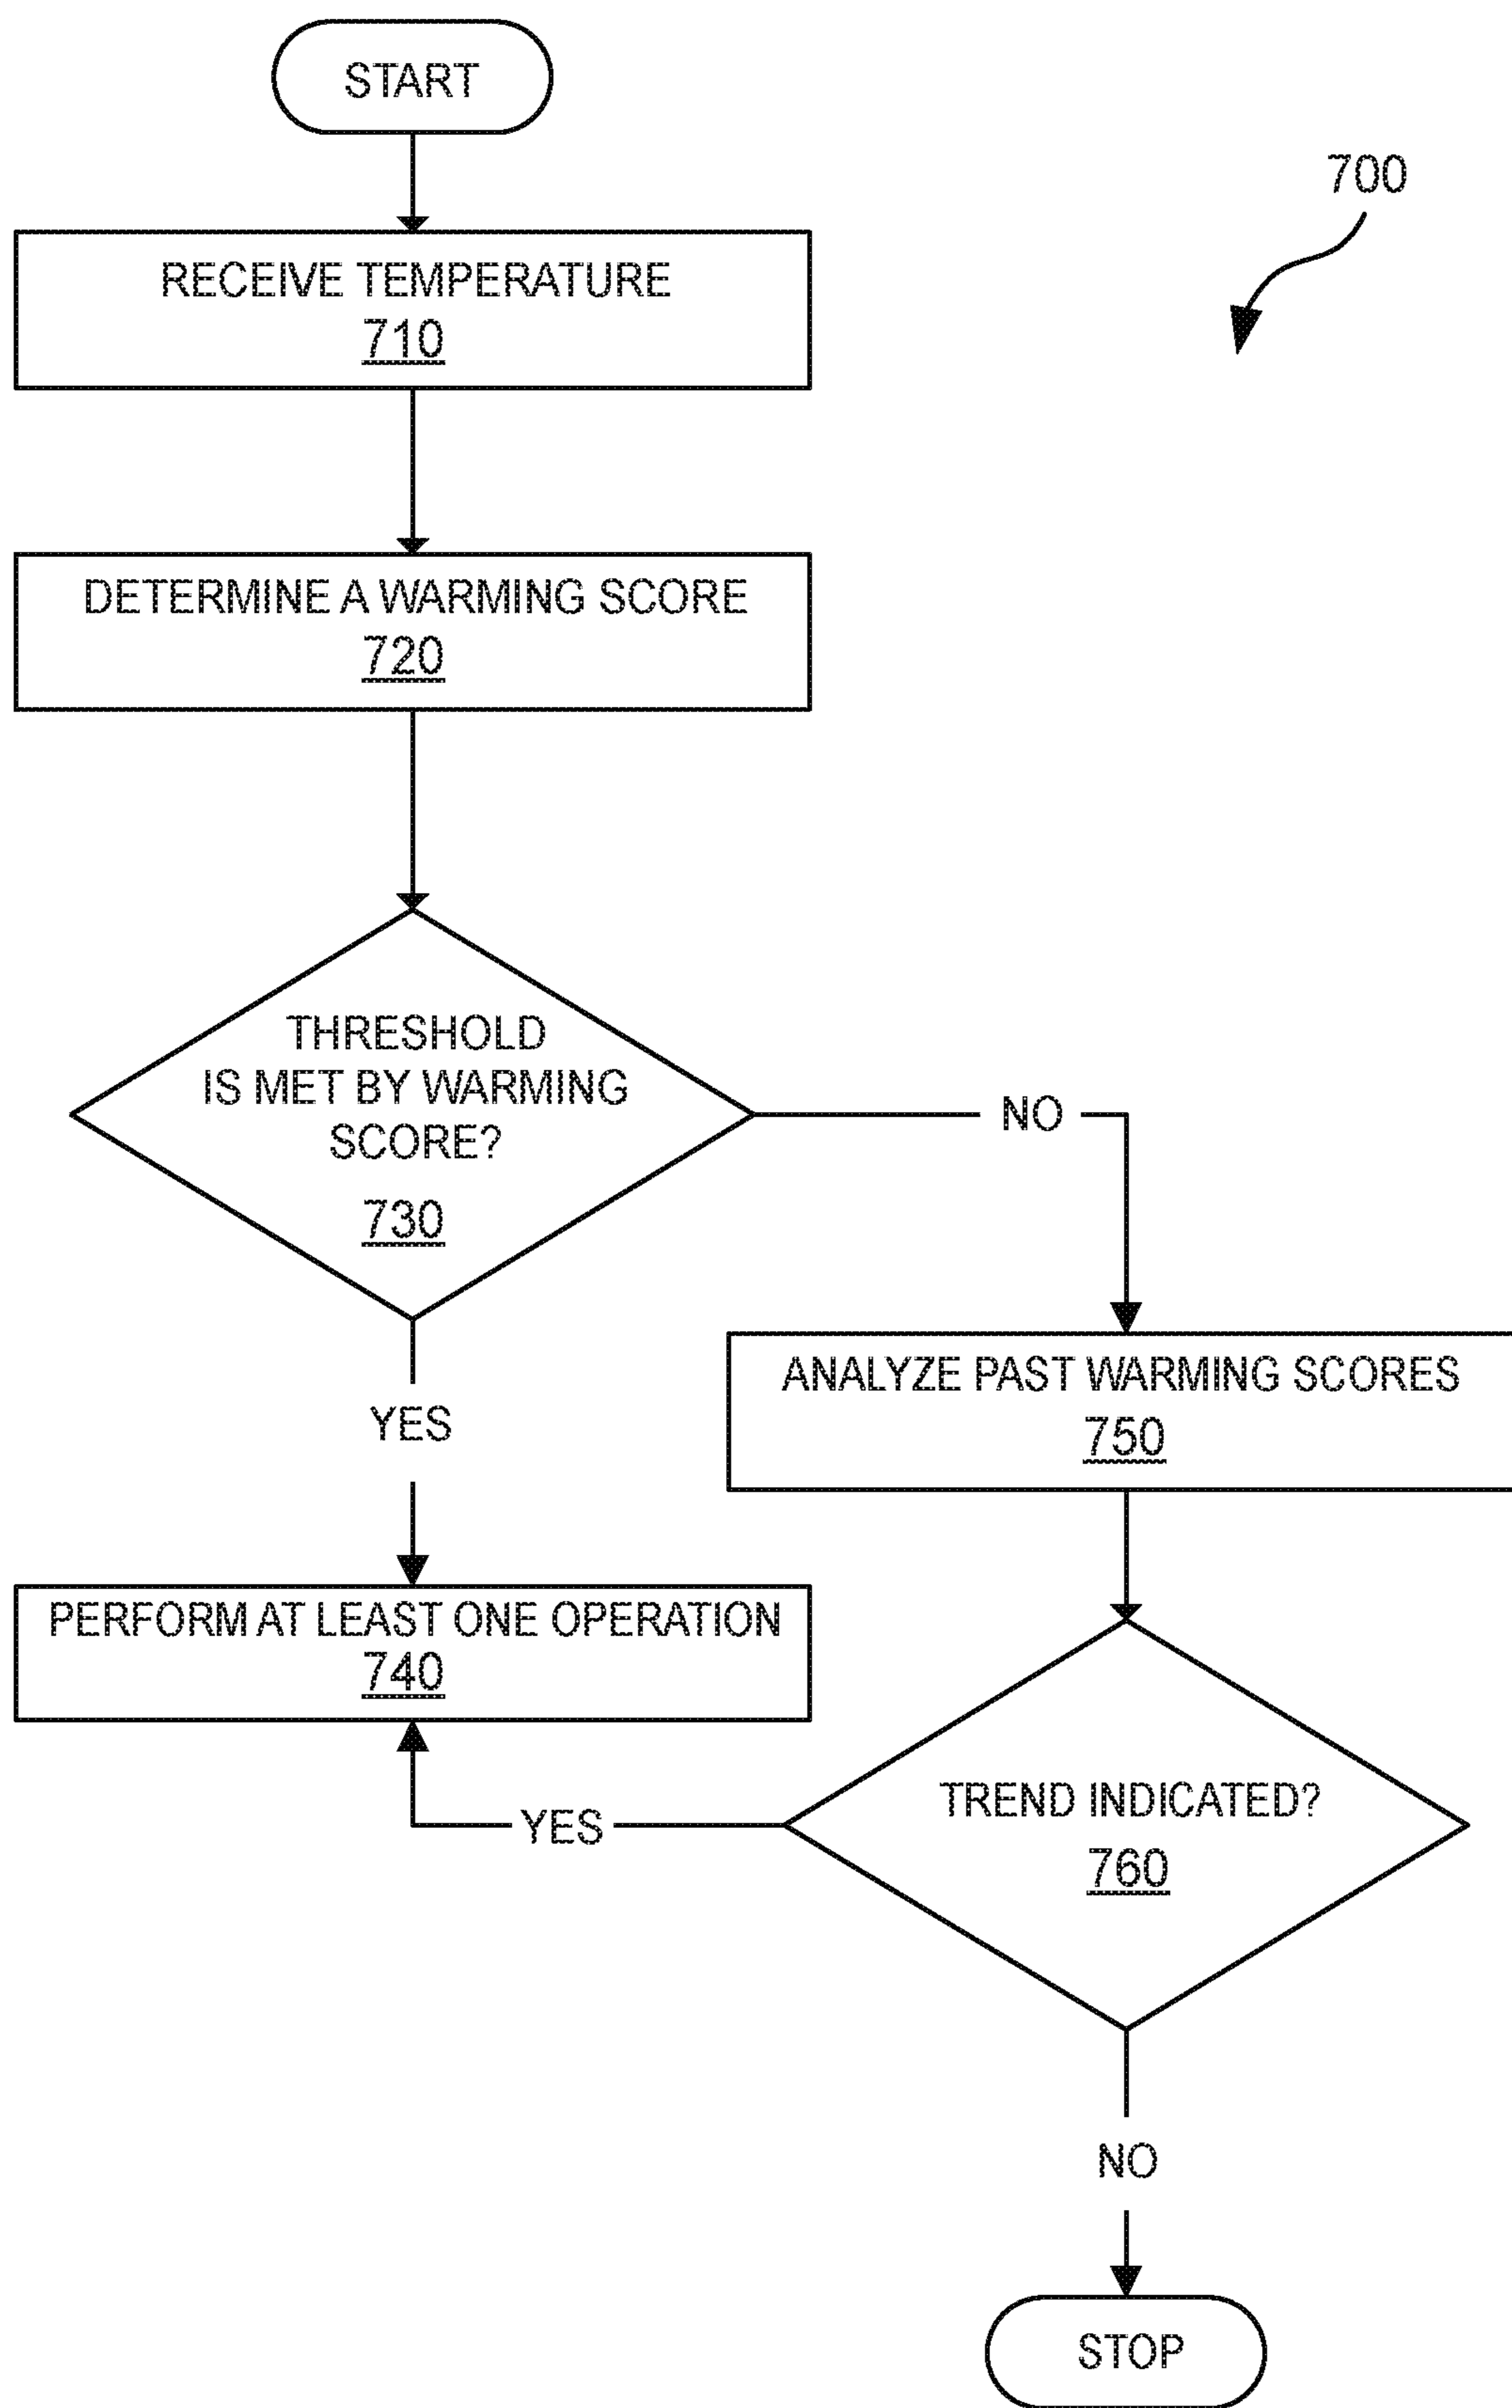 START
700
RECEIVE TEMPERATURE
710
DETERMINE A WARMING SCORE
720
THRESHOLD
IS MET BY WARMING
SCORE?
730
NO
YES
ANALYZE PAST WARMING SCORES
750
PERFORM AT LEAST ONE OPERATION
740
TREND INDICATED?
760
YES
NO
STOP